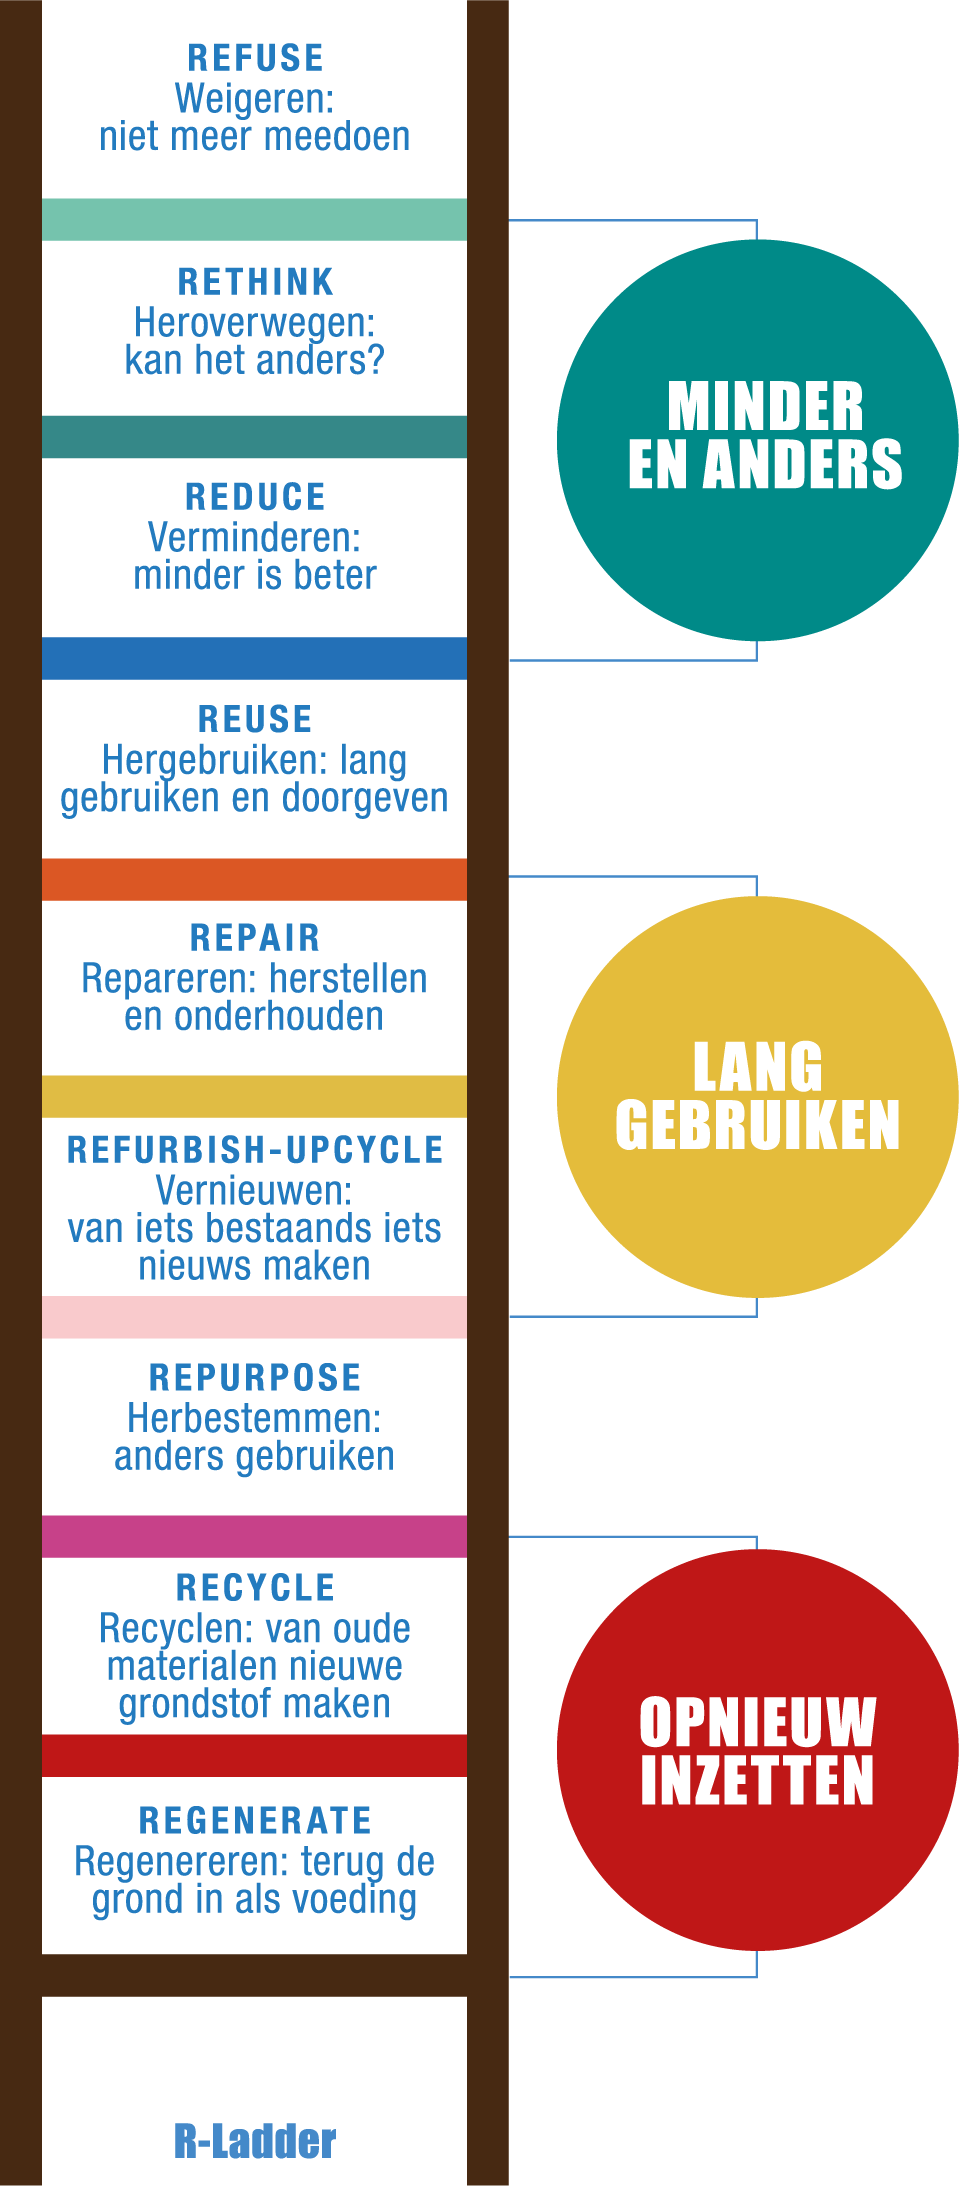 REFUSE
Weigeren:
niet meer meedoen
RETHINK
Heroverwegen:
kan het anders?
REDUCE
Verminderen:
minder is beter
MINDER
EN ANDERS
REUSE
Hergebruiken: lang
gebruiken en doorgeven
REPAIR
Repareren: herstellen
en onderhouden
REFURBISH-UPCYCLE
Vernieuwen:
van iets bestaands iets
nieuws maken
LANG
GEBRUIKEN
REPURPOSE
Herbestemmen:
anders gebruiken
RECYCLE
Recyclen: van oude
materialen nieuwe
grondstof maken
REGENERATE
Regenereren: terug de
grond in als voeding
OPNIEUW
INZETTEN
R-Ladder